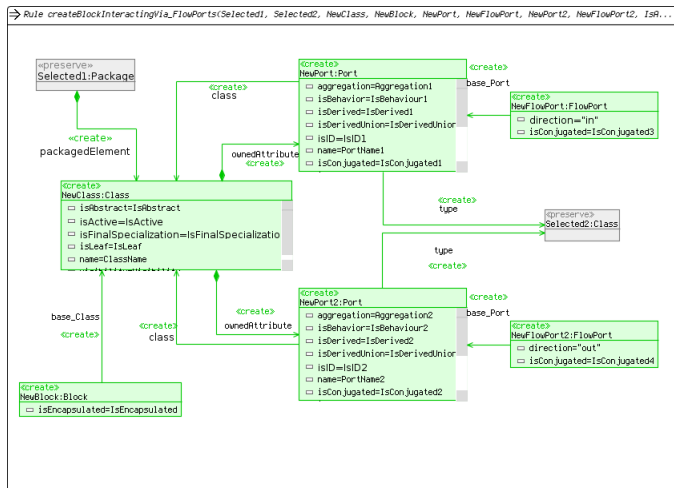 Rule createBlockInteractingVia_FlowPorts(Selected1, Selected2, NewClass, NewBlock, NewPort, NewFlowPort, NewPort2, NewFlowPort2, IsA...
«preserve»
Selected1:Package
«create»
packagedElement
«create»
class
«create»
NewPort:Port
aggregation=Aggregation1
isBehavior=IsBehaviour1
isDerived=IsDerived1
isDerivedUnion=IsDerivedUnion
isID=ISID1
name=PortName1
isConjugated=IsConjugated1
«create»
base_Port
«create»
NewFlowPort:FlowPort
direction="in"
isConjugated=IsConjugated3
ownedAttribute
«create»
«create»
NewClass:Class
isAbstract=IsAbstract
isActive=IsActive
isFinalSpecialization=IsFinalSpecializatio
isLeaf=IsLeaf
name=ClassName
«create»
type
«preserve»
Selected2:Class
type
«create»
base_Class
«create»
«create»
class
«create»
ownedAttribute
«create»
NewPort2:Port
aggregation=Aggregation2
isBehavior=IsBehaviour2
isDerived=IsDerived2
isDerivedUnion=IsDerivedUnion
isID=IsID2
name=PortName2
isConjugated=IsConjugated2
«create»
base_Port
«create»
NewFlowPort2:FlowPort
direction="out"
isConjugated=IsConjugated4
«create»
NewBlock:Block
isEncapsulated=IsEncapsulated